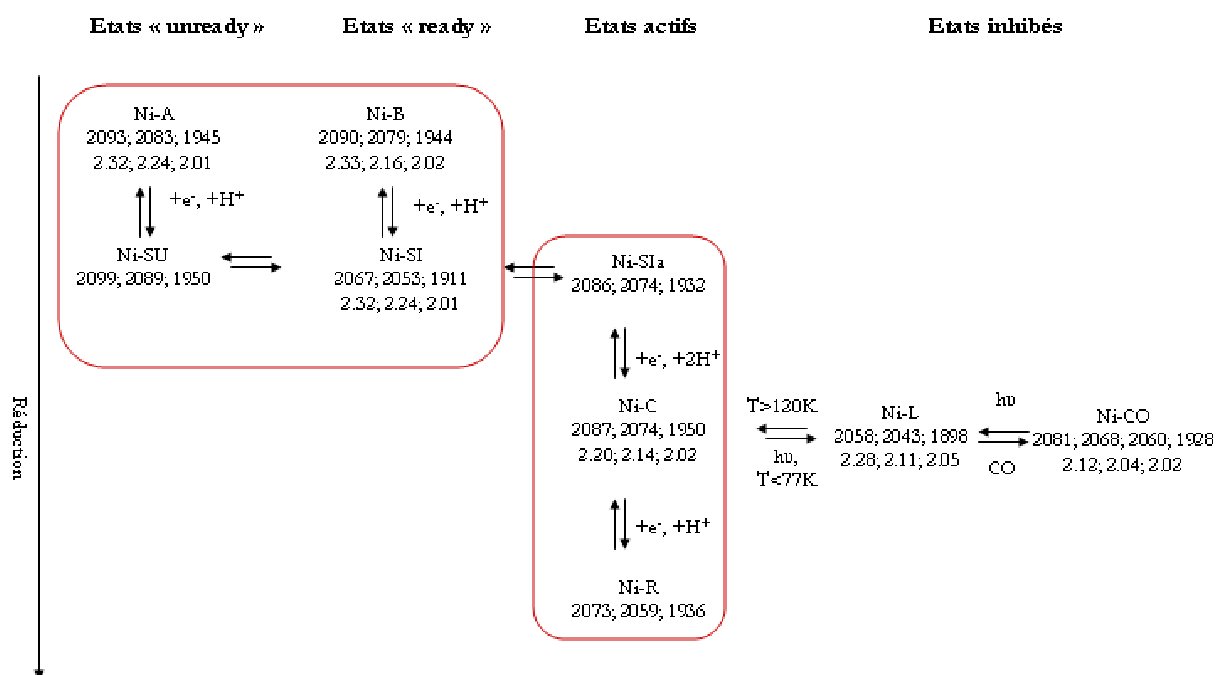 Etats « unready »
Etats « ready »
Etats actifs
Etats inhibés
Ni-A
2093; 2083; 1945
2.32; 2.24; 2.01
+e⁻, +H⁺
Ni-SU
2099; 2089; 1950
Ni-B
2090; 2079; 1944
2.33; 2.16; 2.02
+e⁻, +H⁺
Ni-SI
2067; 2053; 1911
2.32; 2.24; 2.01
Ni-SIa
2086; 2074; 1932
+e⁻, +2H⁺
Ni-C
2087; 2074; 1950
2.20; 2.14; 2.02
+e⁻, +H⁺
Ni-R
2073; 2059; 1936
T>120K
hυ,
T<77K
Ni-L
2058; 2043; 1898
2.28; 2.11; 2.05
hυ
CO
Ni-CO
2081; 2068; 2060; 1928
2.12; 2.04; 2.02
Réduction